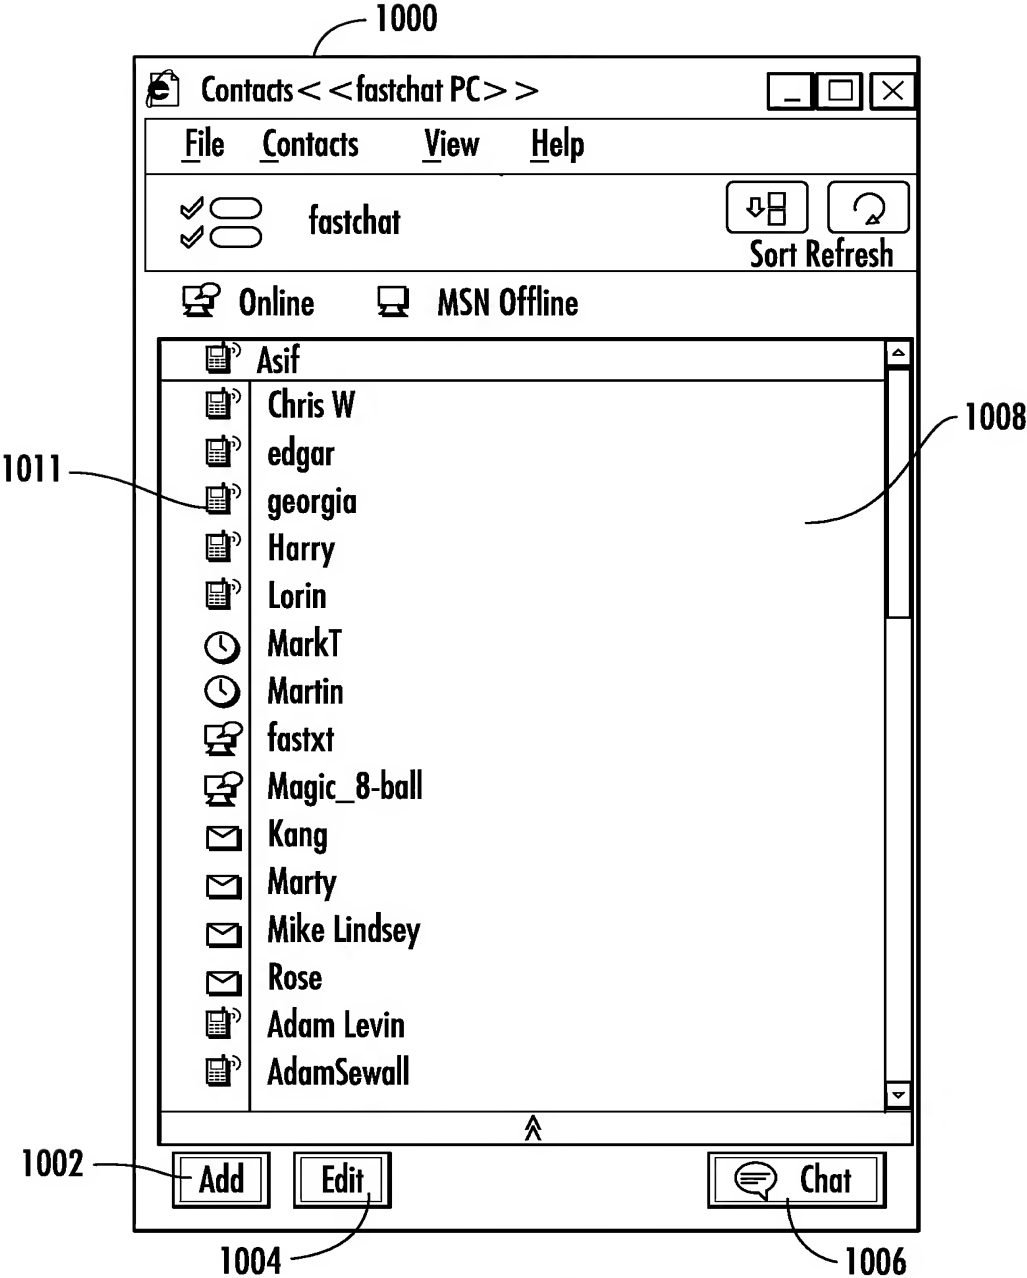 1000
Contacts< <fastchat PC> >
File Contacts View Help
fastchat
Sort Refresh
Online MSN Offline
Asif
Chris W
1008
edgar
1011
georgia
Harry
Lorin
MarkT
Martin
fastxt
Magic_8-ball
Kang
Marty
Mike Lindsey
Rose
Adam Levin
AdamSewall
1002
Add Edit Chat
1004 1006